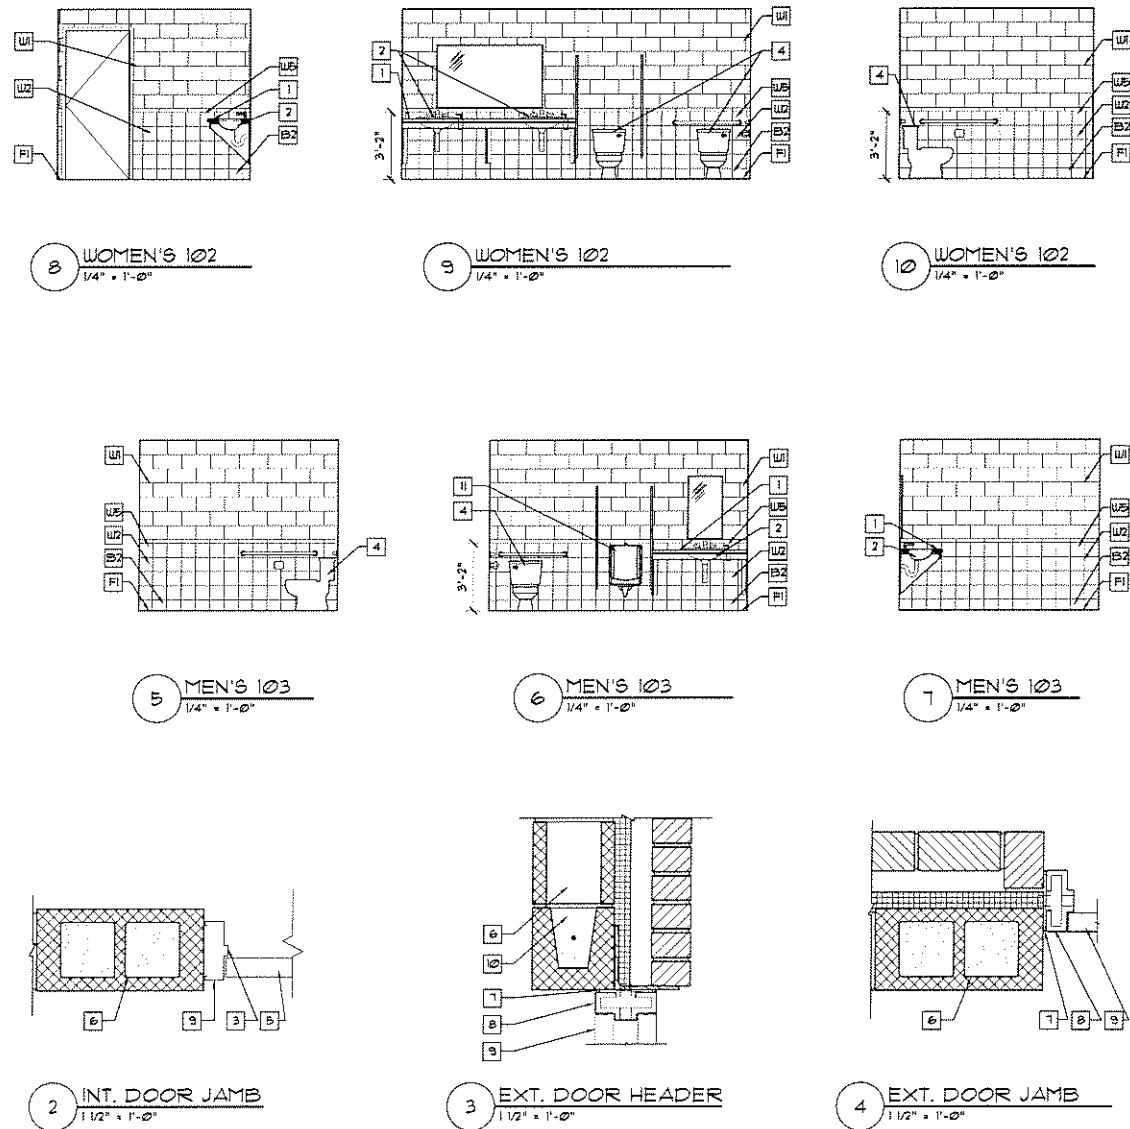 W1
W2
F1
W5
1
2
B2
8 WOMEN'S 102
1/4" = 1'-0"
2
1
3'-2"
W1
4
W5
W2
B2
F1
9 WOMEN'S 102
1/4" = 1'-0"
4
3'-2"
W1
W5
W2
B2
F1
10 WOMEN'S 102
1/4" = 1'-0"
W1
W5
W2
B2
F1
4
5 MEN'S 103
1/4" = 1'-0"
11
4
3'-2"
W1
1
W5
2
W2
B2
F1
6 MEN'S 103
1/4" = 1'-0"
1
2
W1
W5
W2
B2
F1
7 MEN'S 103
1/4" = 1'-0"
6
9
3
5
2 INT. DOOR JAMB
1 1/2" = 1'-0"
6
10
7
8
9
3 EXT. DOOR HEADER
1 1/2" = 1'-0"
6
7
8
9
4 EXT. DOOR JAMB
1 1/2" = 1'-0"